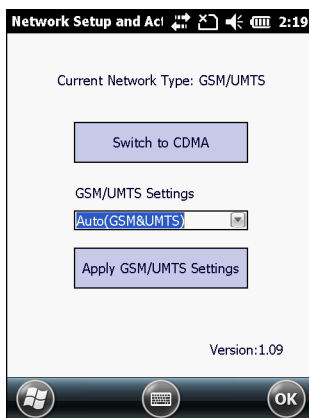 Network Setup and Act 2:19
Current Network Type: GSM/UMTS
Switch to CDMA
GSM/UMTS Settings
Auto(GSM&UMTS)
Apply GSM/UMTS Settings
Version:1.09
OK